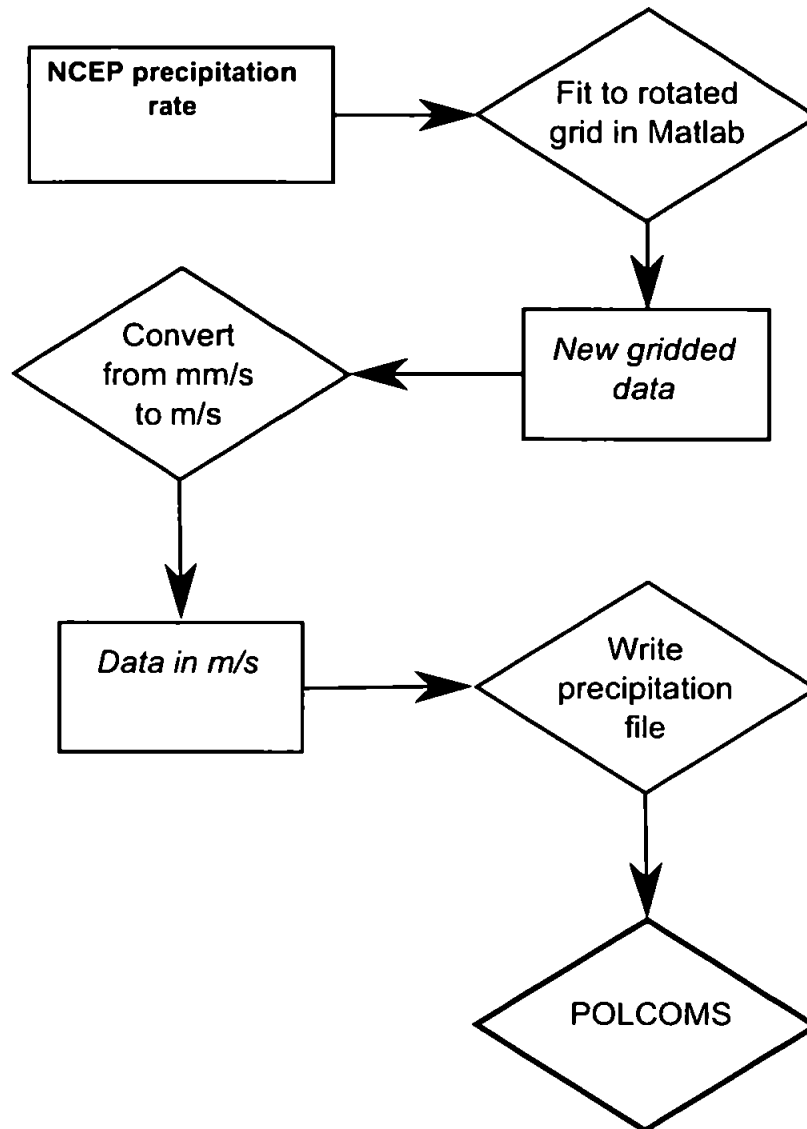 NCEP precipitation
rate
Fit to rotated
grid in Matlab
New gridded
data
Convert
from mm/s
to m/s
Data in m/s
Write
precipitation
file
POLCOMS